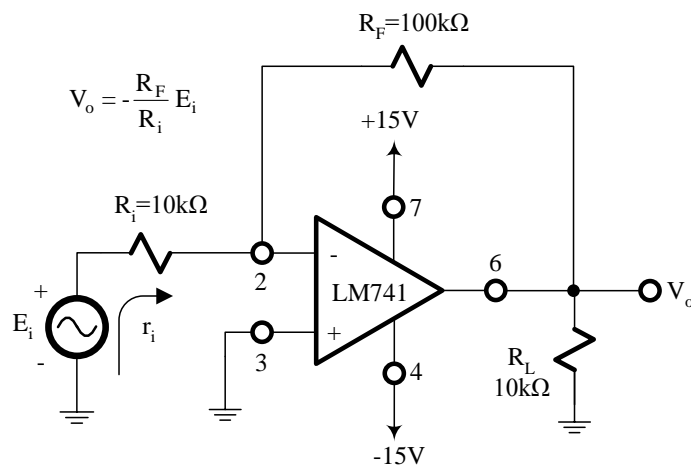 R_F=100kΩ
V_o = - R_F/R_i E_i
+15V
R_i=10kΩ
7
2
-
6
LM741
+
E_i
-
r_i
3
+
V_o
4
R_L
10kΩ
-15V